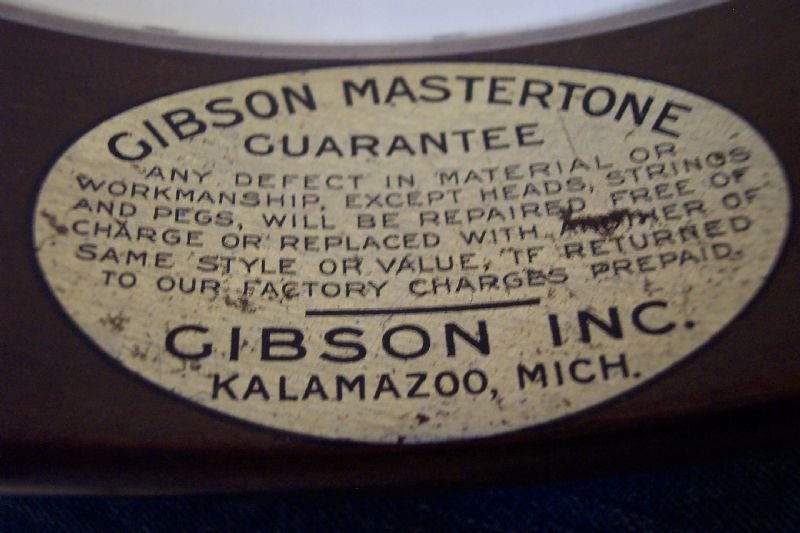 GIBSON MASTERTONE
GUARANTEE
ANY DEFECT IN MATERIAL OR
WORKMANSHIP, EXCEPT HEADS, STRINGS
AND PEGS, WILL BE REPAIRED FREE OF
CHARGE OR REPLACED WITH ANOTHER OF
SAME STYLE OR VALUE, IF RETURNED
TO OUR FACTORY CHARGES PREPAID.
GIBSON INC.
KALAMAZOO, MICH.